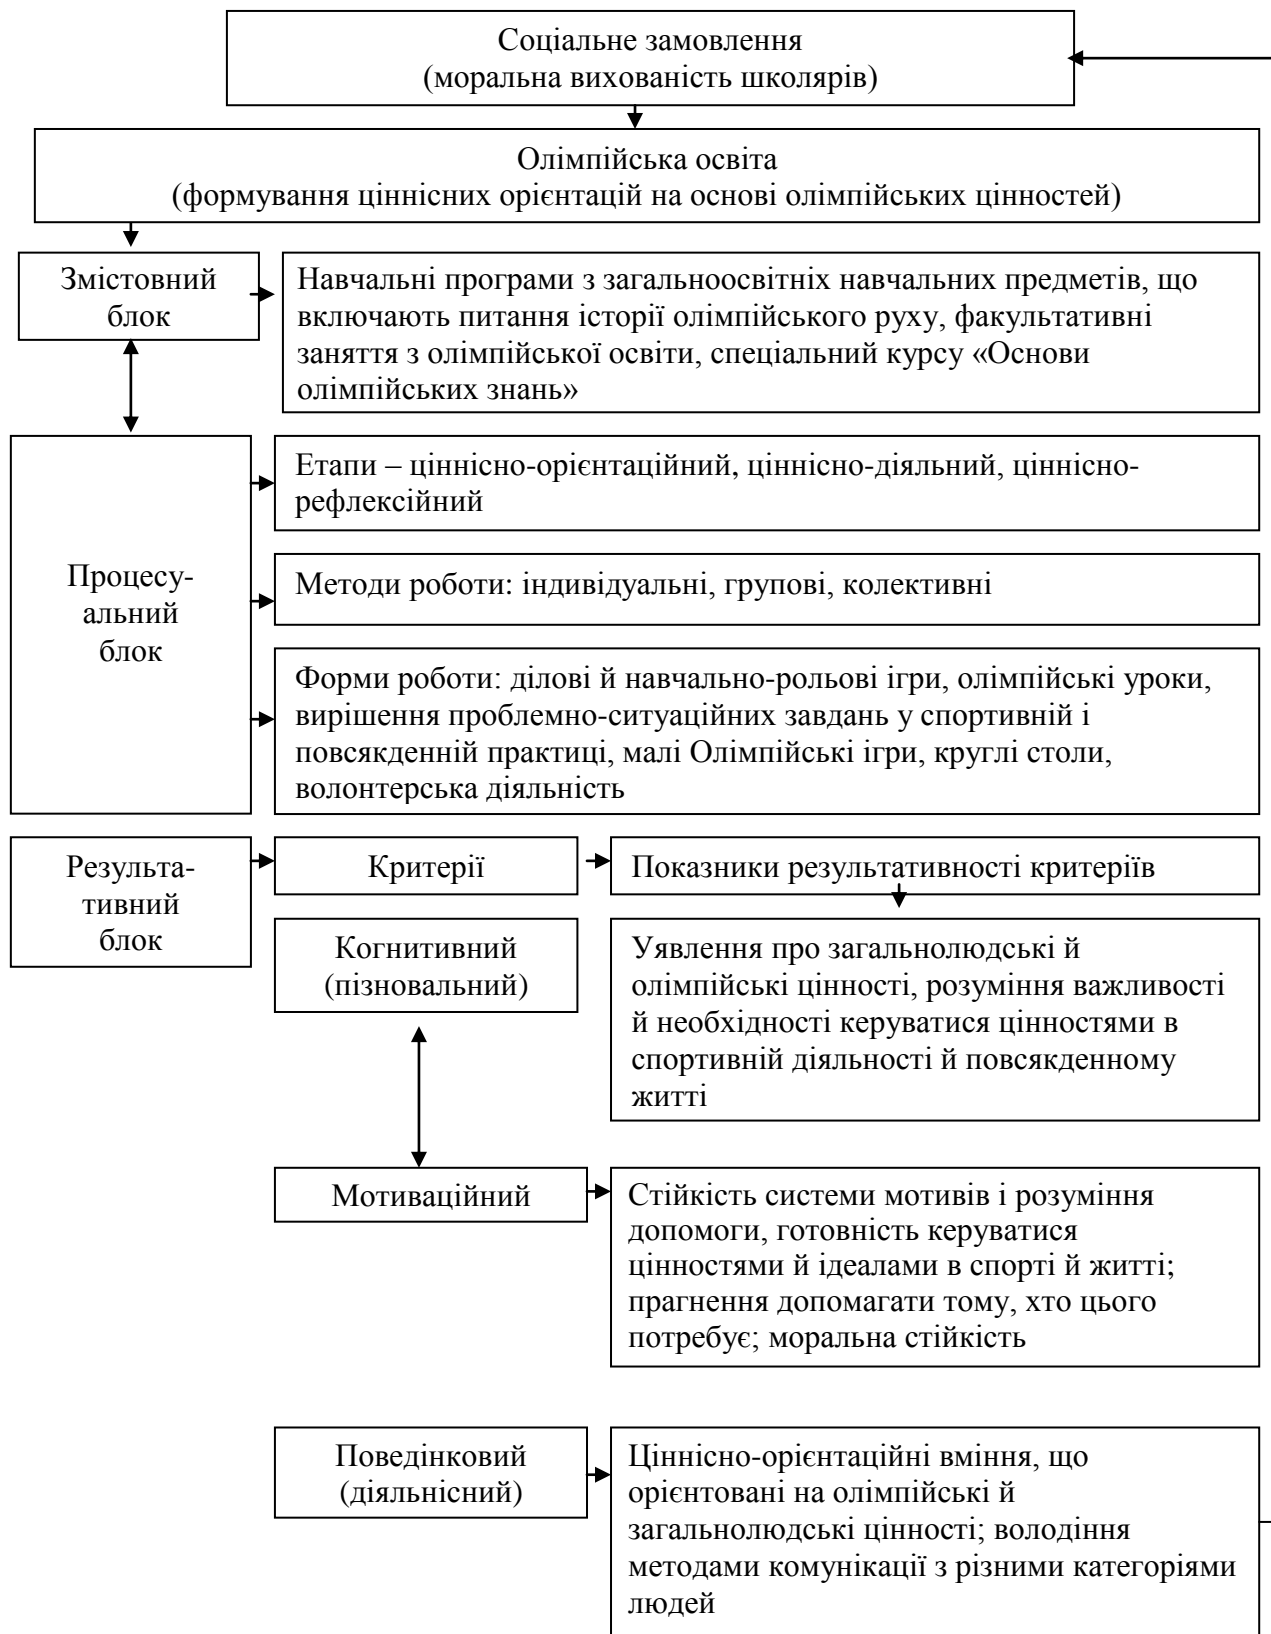 Соціальне замовлення
(моральна вихованість школярів)
Олімпійська освіта
(формування ціннісних орієнтацій на основі олімпійських цінностей)
Змістовний
блок
Навчальні програми з загальноосвітніх навчальних предметів, що
включають питання історії олімпійського руху, факультативні
заняття з олімпійської освіти, спеціальний курсу «Основи
олімпійських знань»
Процесу-
альний
блок
Етапи – ціннісно-орієнтаційний, ціннісно-діяльний, ціннісно-
рефлексійний
Методи роботи: індивідуальні, групові, колективні
Форми роботи: ділові й навчально-рольові ігри, олімпійські уроки,
вирішення проблемно-ситуаційних завдань у спортивній і
повсякденній практиці, малі Олімпійські ігри, круглі столи,
волонтерська діяльність
Результа-
тивний
блок
Критерії
Показники результативності критеріїв
Когнитивний
(пізновальний)
Уявлення про загальнолюдські й
олімпійські цінності, розуміння важливості
й необхідності керуватися цінностями в
спортивній діяльності й повсякденному
житті
Мотиваційний
Стійкість системи мотивів і розуміння
допомоги, готовність керуватися
цінностями й ідеалами в спорті й житті;
прагнення допомагати тому, хто цього
потребує; моральна стійкість
Поведінковий
(діяльнісний)
Ціннісно-орієнтаційні вміння, що
орієнтовані на олімпійські й
загальнолюдські цінності; володіння
методами комунікації з різними категоріями
людей